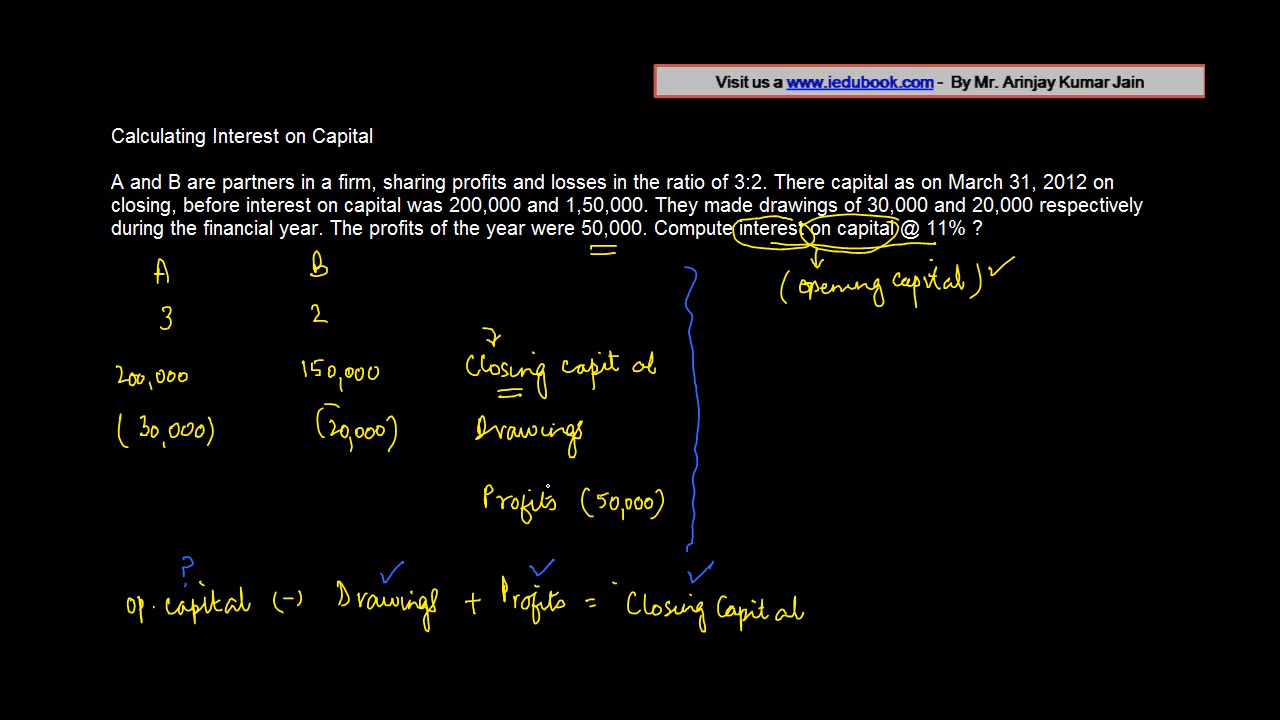 Visit us a www.iedubook.com - By Mr. Arinjay Kumar Jain
Calculating Interest on Capital
A and B are partners in a firm, sharing profits and losses in the ratio of 3:2. There capital as on March 31, 2012 on
closing, before interest on capital was 200,000 and 1,50,000. They made drawings of 30,000 and 20,000 respectively
during the financial year. The profits of the year were 50,000. Compute interest on capital @ 11% ?
A B
(opening capital) ✓
3 2
200,000 150,000 Closing capital
(30,000) (20,000) Drawings
Profits (50,000)
? ✓ ✓ ✓
op. capital (-) Drawings + Profits = Closing Capital